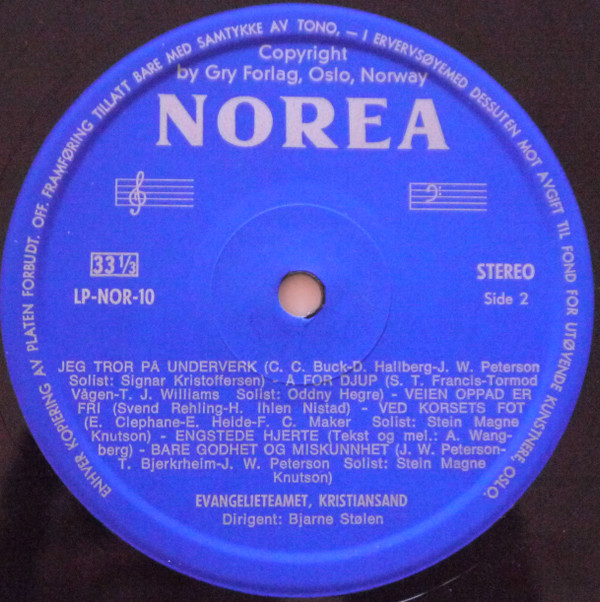 ENHVER KOPIERING AV PLATEN FORBUDT. OFF. FRAMFØRING TILLATT BARE MED SAMTYKKE AV TONO, — I ERVERVSØYEMED DESSUTEN MOT AVGIFT TIL FOND FOR UTØVENDE KUNSTNERE, OSLO.
Copyright
by Gry Forlag, Oslo, Norway
NOREA
33 1/3
LP-NOR-10
STEREO
Side 2
JEG TROR PÅ UNDERVERK (C. C. Buck-D. Hallberg-J. W. Peterson
Solist: Signar Kristoffersen) - Å FOR DJUP (S. T. Francis-Tormod
Vågen-T. J. Williams Solist: Oddny Hegre) - VEIEN OPPAD ER
FRI (Svend Rehling-H. Ihlen Nistad) - VED KORSETS FOT
(E. Clephane-E. Heide-F. C. Maker Solist: Stein Magne
Knutson) - ENGSTEDE HJERTE (Tekst og mel.: A. Wang-
berg) - BARE GODHET OG MISKUNNHET (J. W. Peterson-
T. Bjerkrheim-J. W. Peterson Solist: Stein Magne
Knutson)
EVANGELIETEAMET, KRISTIANSAND
Dirigent: Bjarne Stølen